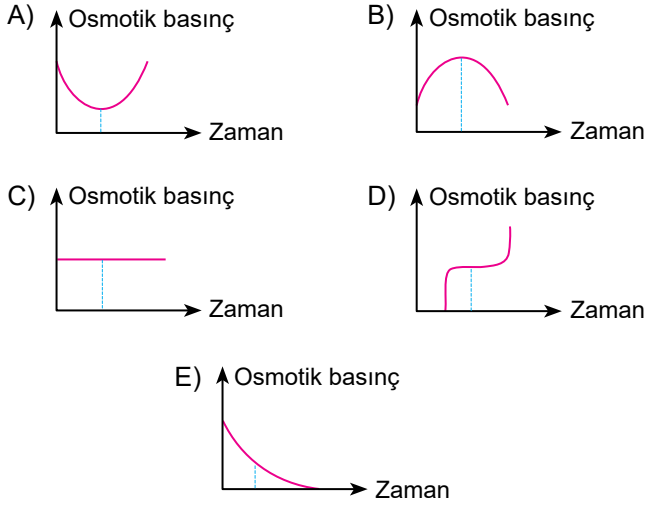 A) Osmotik basınç
Zaman
B) Osmotik basınç
Zaman
C) Osmotik basınç
Zaman
D) Osmotik basınç
Zaman
E) Osmotik basınç
Zaman